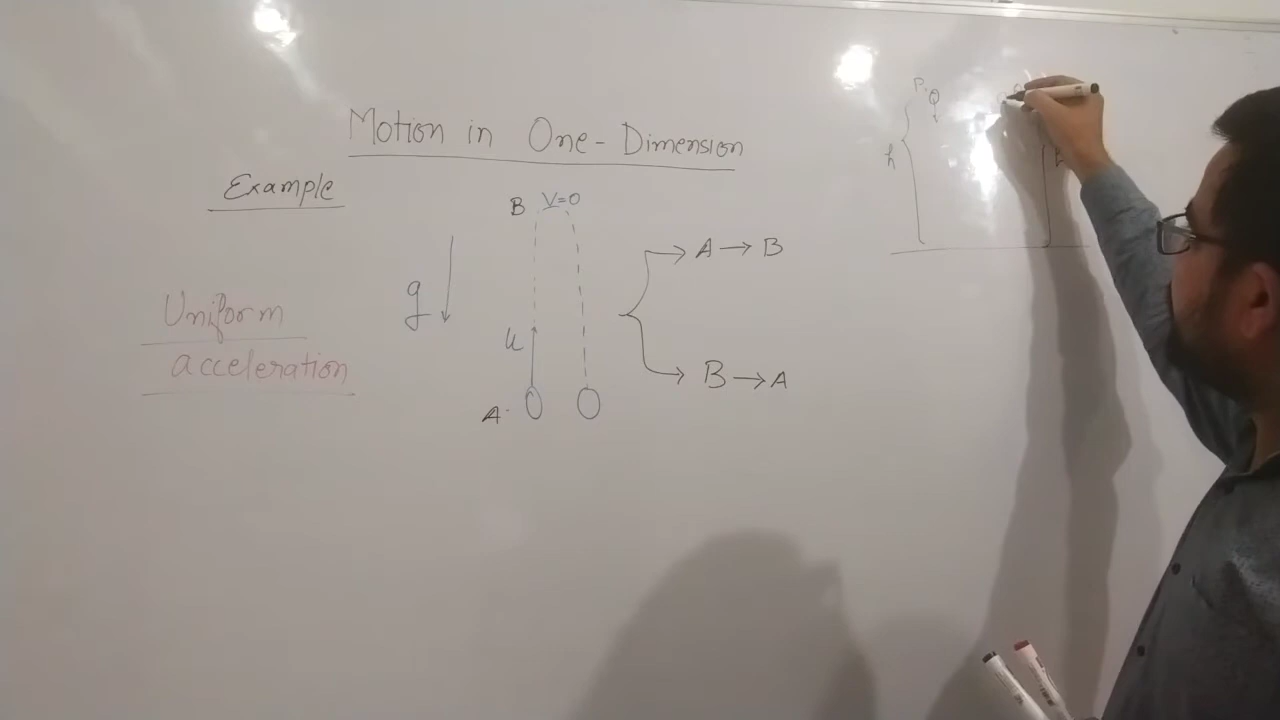 Motion in One-Dimension
Example
B V=0
A → B
g
Uniform
u
acceleration
B → A
A
P,
h